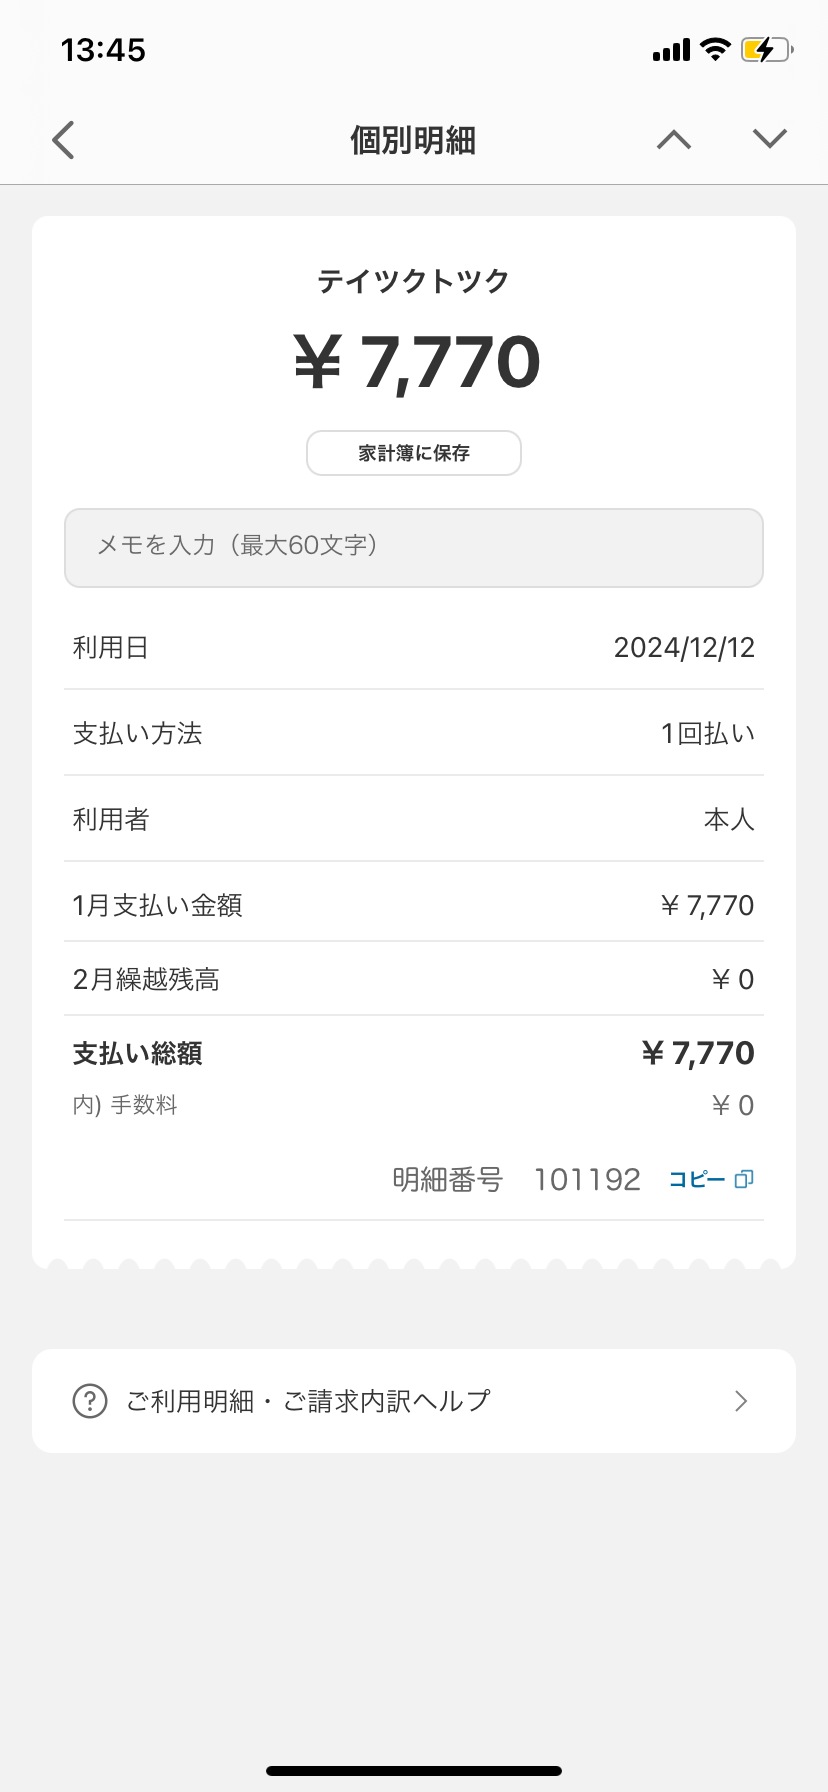 13:45
個別明細
テイツクトツク
¥ 7,770
家計簿に保存
メモを入力（最大60文字）
利用日 2024/12/12
支払い方法 1回払い
利用者 本人
1月支払い金額 ¥ 7,770
2月繰越残高 ¥ 0
支払い総額 ¥ 7,770
内) 手数料 ¥ 0
明細番号 101192 コピー
? ご利用明細・ご請求内訳ヘルプ